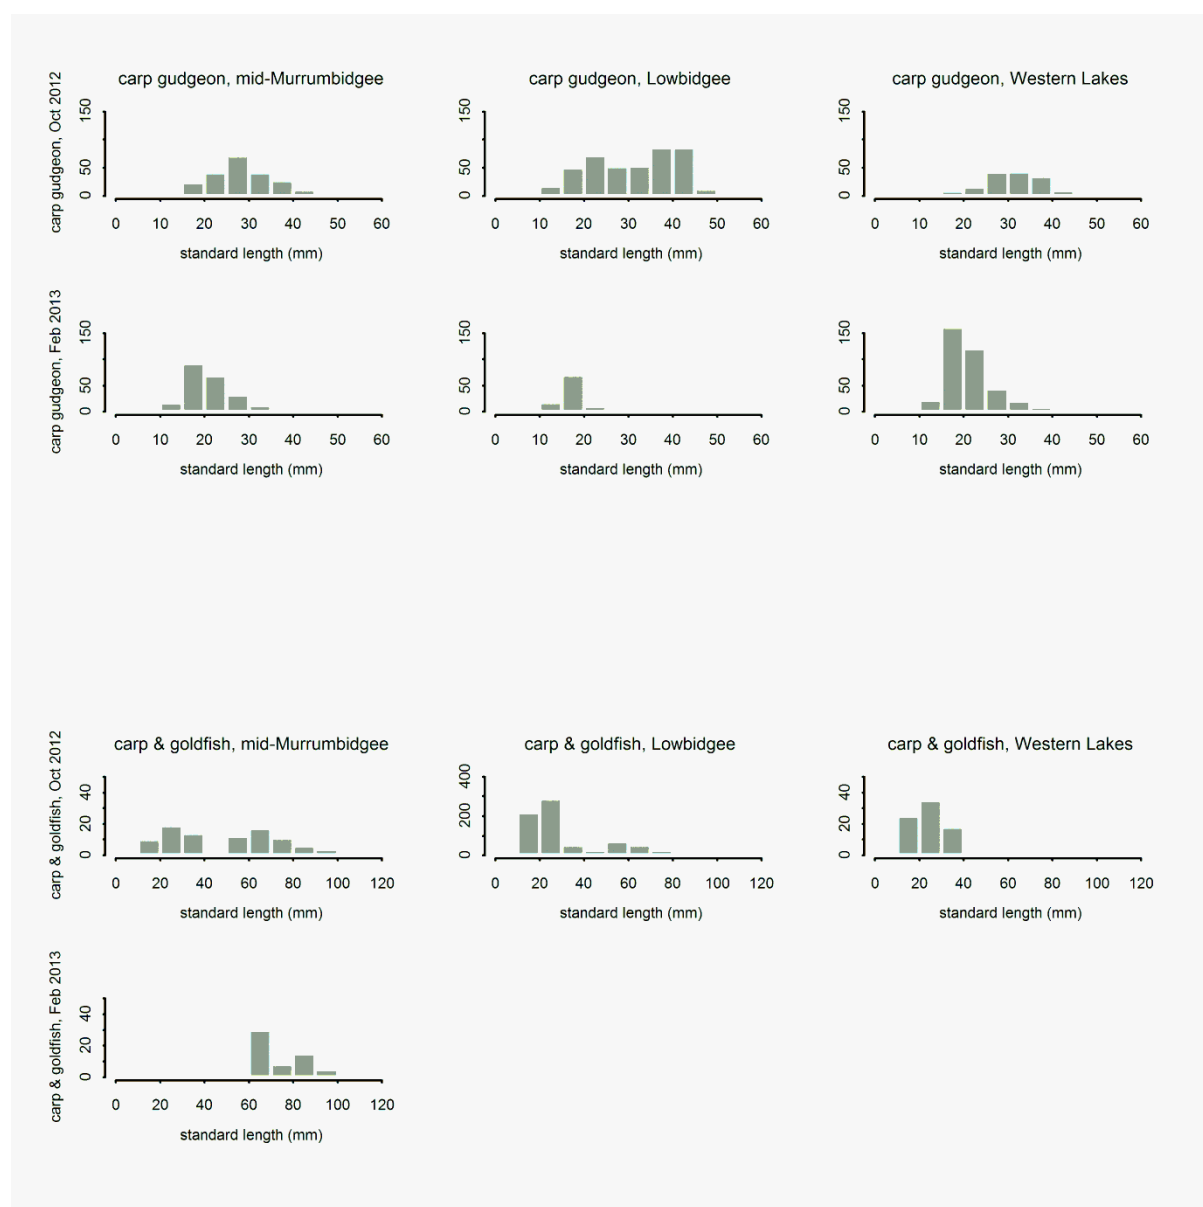 carp gudgeon, mid-Murrumbidgee
carp gudgeon, Lowbidgee
carp gudgeon, Western Lakes
carp gudgeon, Oct 2012
150
50
0
150
50
0
150
50
0
0 10 20 30 40 50 60
0 10 20 30 40 50 60
0 10 20 30 40 50 60
standard length (mm)
standard length (mm)
standard length (mm)
carp gudgeon, Feb 2013
150
50
0
150
50
0
150
50
0
0 10 20 30 40 50 60
0 10 20 30 40 50 60
0 10 20 30 40 50 60
standard length (mm)
standard length (mm)
standard length (mm)
carp & goldfish, mid-Murrumbidgee
carp & goldfish, Lowbidgee
carp & goldfish, Western Lakes
carp & goldfish, Oct 2012
40
20
0
400
200
0
40
20
0
0 20 40 60 80 100 120
0 20 40 60 80 100 120
0 20 40 60 80 100 120
standard length (mm)
standard length (mm)
standard length (mm)
carp & goldfish, Feb 2013
40
20
0
0 20 40 60 80 100 120
standard length (mm)